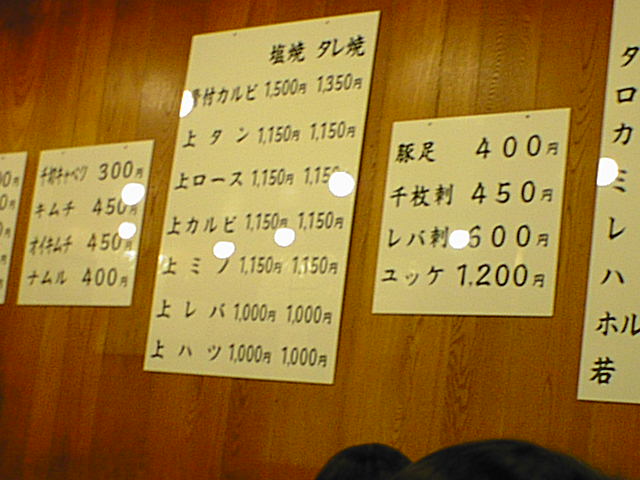 千切キャベツ 300円
キムチ 450円
オイキムチ 450円
ナムル 400円
塩焼 タレ焼
骨付カルビ 1,500円 1,350円
上タン 1,150円 1,150円
上ロース 1,150円 1,150
上カルビ 1,150円 1,150円
上ミノ 1,150円 1,150円
上レバ 1,000円 1,000円
上ハツ 1,000円 1,000円
豚足 400円
千枚刺 450円
レバ刺 600円
ユッケ 1,200円
タ
ロ
カ
ミ
レ
ハ
ホル
若